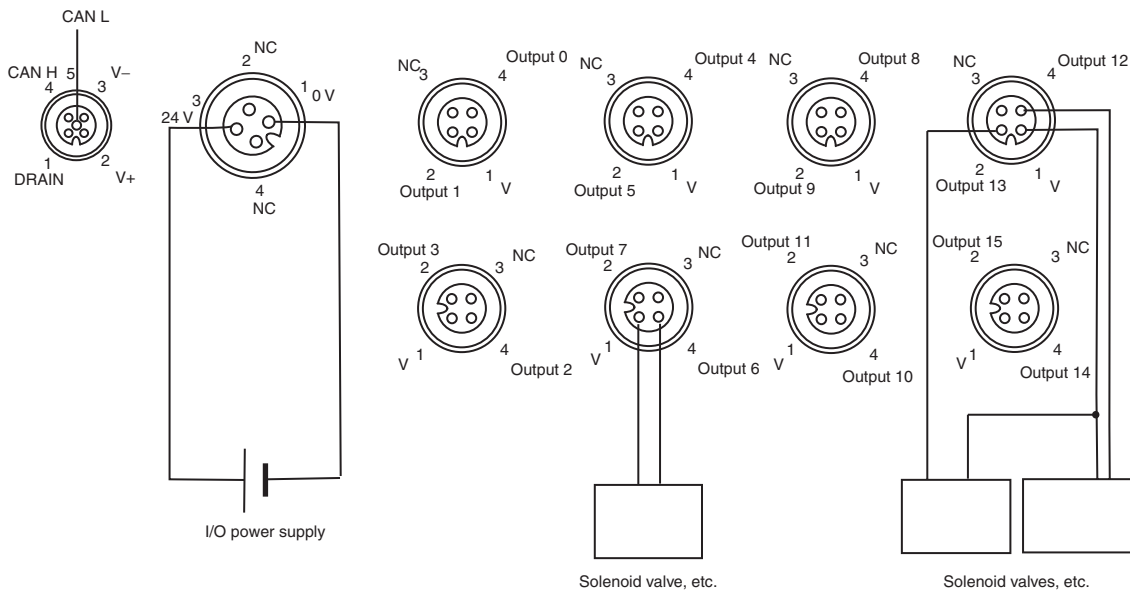 CAN L
CAN H 5 V–
4 3
1 2
DRAIN V+
NC
2
3 1
24 V 0 V
4
NC
I/O power supply
NC Output 0
3 4
2 1
Output 1 V
NC Output 4
3 4
2 1
Output 5 V
NC Output 8
3 4
2 1
Output 9 V
NC Output 12
3 4
2 1
Output 13 V
Output 3 NC
2 3
1 4
V Output 2
Output 7 NC
2 3
1 4
V Output 6
Output 11 NC
2 3
1 4
V Output 10
Output 15 NC
2 3
1 4
V Output 14
Solenoid valve, etc.
Solenoid valves, etc.